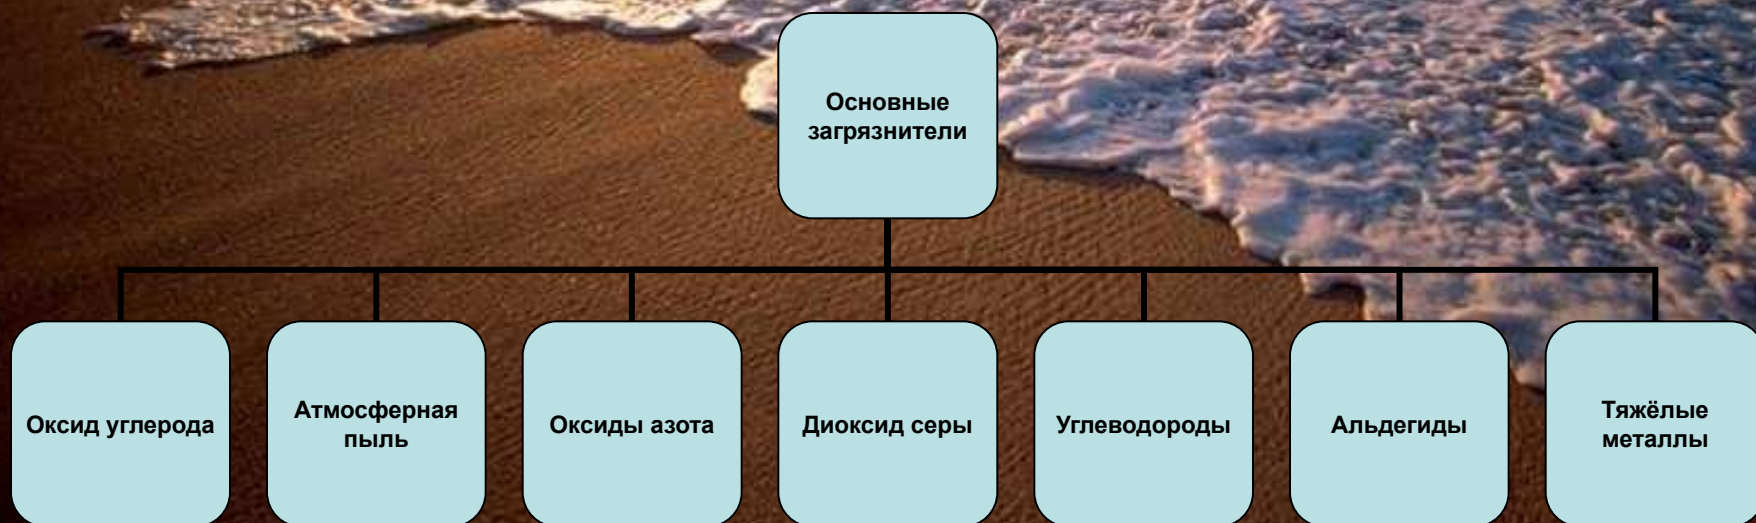 Основные
загрязнители
Оксид углерода
Атмосферная
пыль
Оксиды азота
Диоксид серы
Углеводороды
Альдегиды
Тяжёлые
металлы